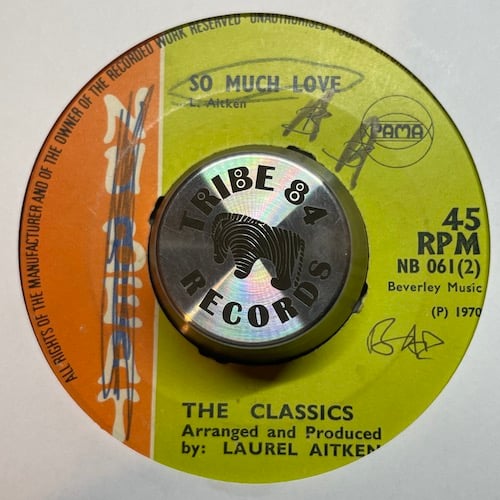 ALL RIGHTS OF THE MANUFACTURER AND OF THE OWNER OF THE RECORDED WORK RESERVED UNAUTHORISED
NU BEAT
SO MUCH LOVE
L. Aitken
PAMA
TRIBE 84
RECORDS
45
RPM
NB 061(2)
Beverley Music
(P) 1970
THE CLASSICS
Arranged and Produced
by: LAUREL AITKEN